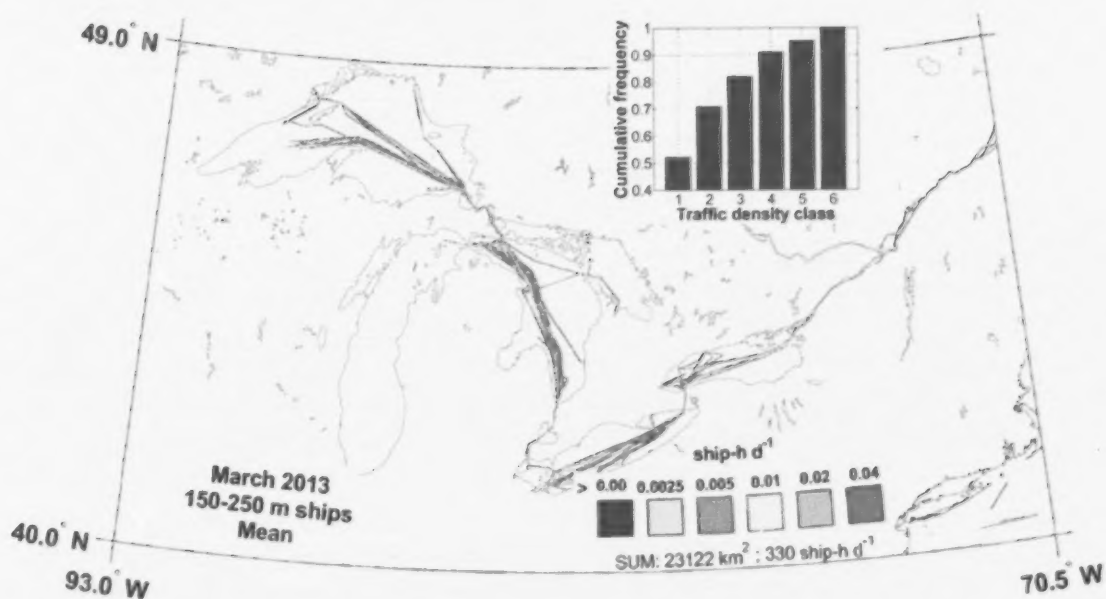 49.0° N
Cumulative frequency
1
0.9
0.8
0.7
0.6
0.5
0.4
1 2 3 4 5 6
Traffic density class
March 2013
150-250 m ships
Mean
ship-h d⁻¹
> 0.00 0.0025 0.005 0.01 0.02 0.04
SUM: 23122 km² ; 330 ship-h d⁻¹
40.0° N
93.0° W
70.5° W